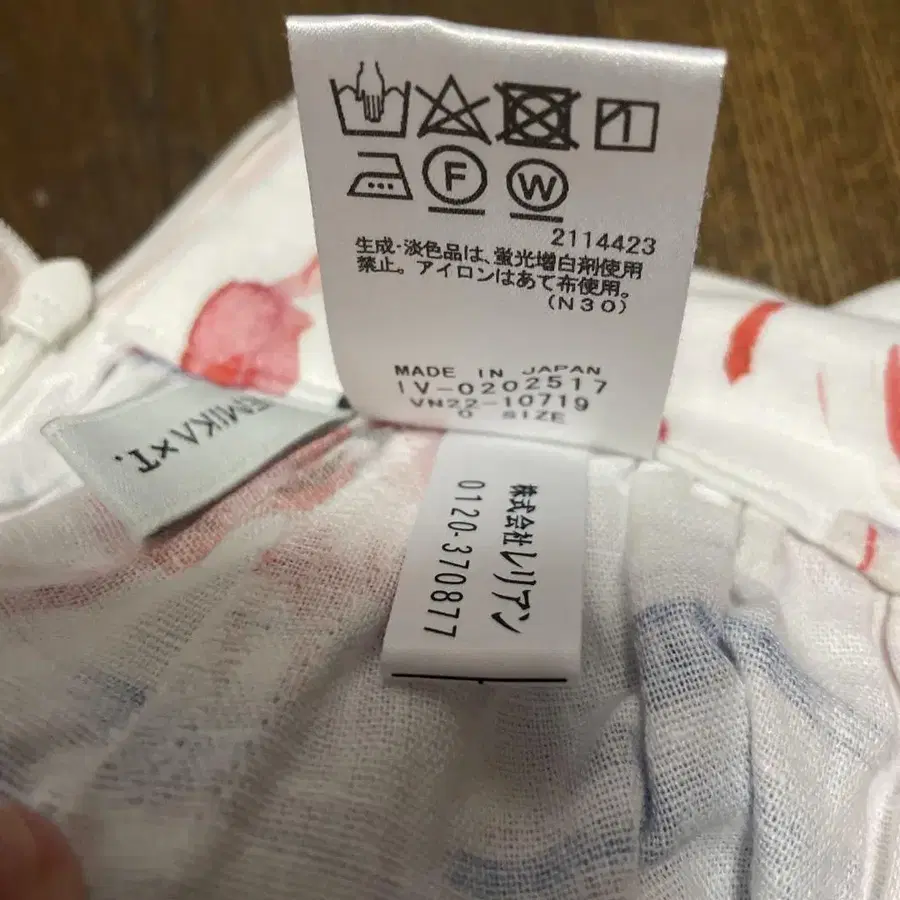 F
W
2114423
生成・淡色品は、蛍光増白剤使用
禁止。アイロンはあて布使用。
(N30)
MADE IN JAPAN
IV-0202517
VN22-10719
0 SIZE
EMIKA×T.
株式会社レリアン
0120-370877